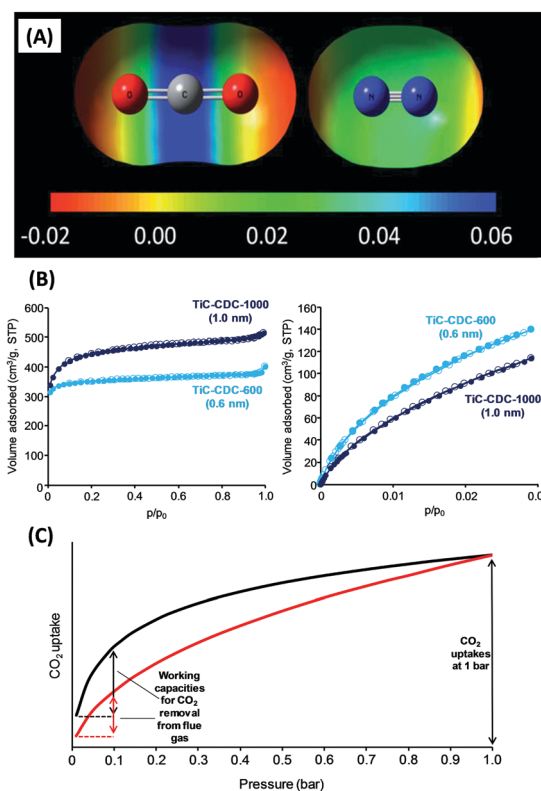 (A)
O C O N N
-0.02 0.00 0.02 0.04 0.06
(B)
600
500
400
300
200
100
0
Volume adsorbed (cm³/g, STP)
TiC-CDC-1000
(1.0 nm)
TiC-CDC-600
(0.6 nm)
0 0.2 0.4 0.6 0.8 1.0
p/p₀
160
140
120
100
80
60
40
20
0
Volume adsorbed (cm³/g, STP)
TiC-CDC-600
(0.6 nm)
TiC-CDC-1000
(1.0 nm)
0 0.01 0.02 0.03
p/p₀
(C)
CO₂ uptake
Working
capacities
for CO₂
removal
from flue
gas
CO₂
uptakes
at 1 bar
0 0.1 0.2 0.3 0.4 0.5 0.6 0.7 0.8 0.9 1.0
Pressure (bar)